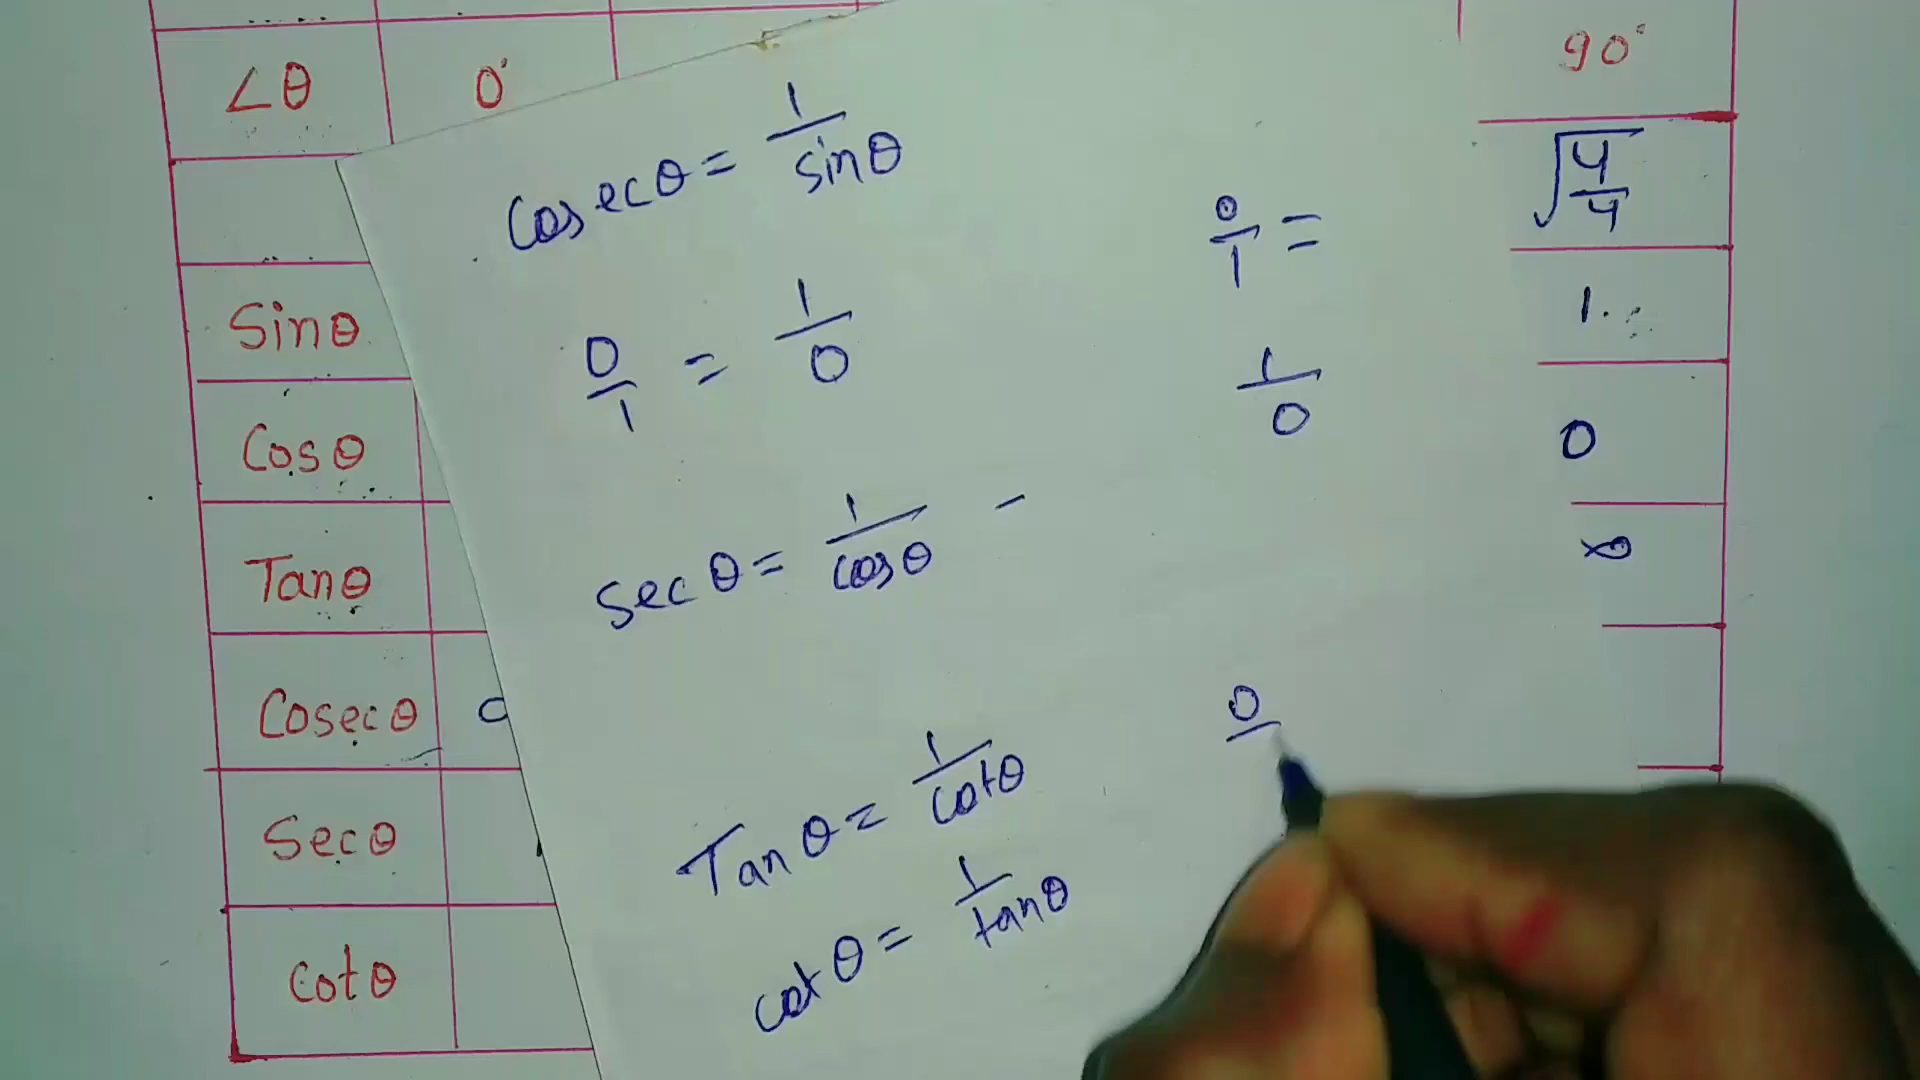 ∠θ 0° 90°
√4/4
Sinθ 1
Cosθ 0
Tanθ ∞
Cosecθ
Secθ
Cotθ
Cosecθ = 1/sinθ
0/1 = 1/0
secθ = 1/cosθ -
Tanθ = 1/cotθ
cotθ = 1/tanθ
0/1 =
1/0
0